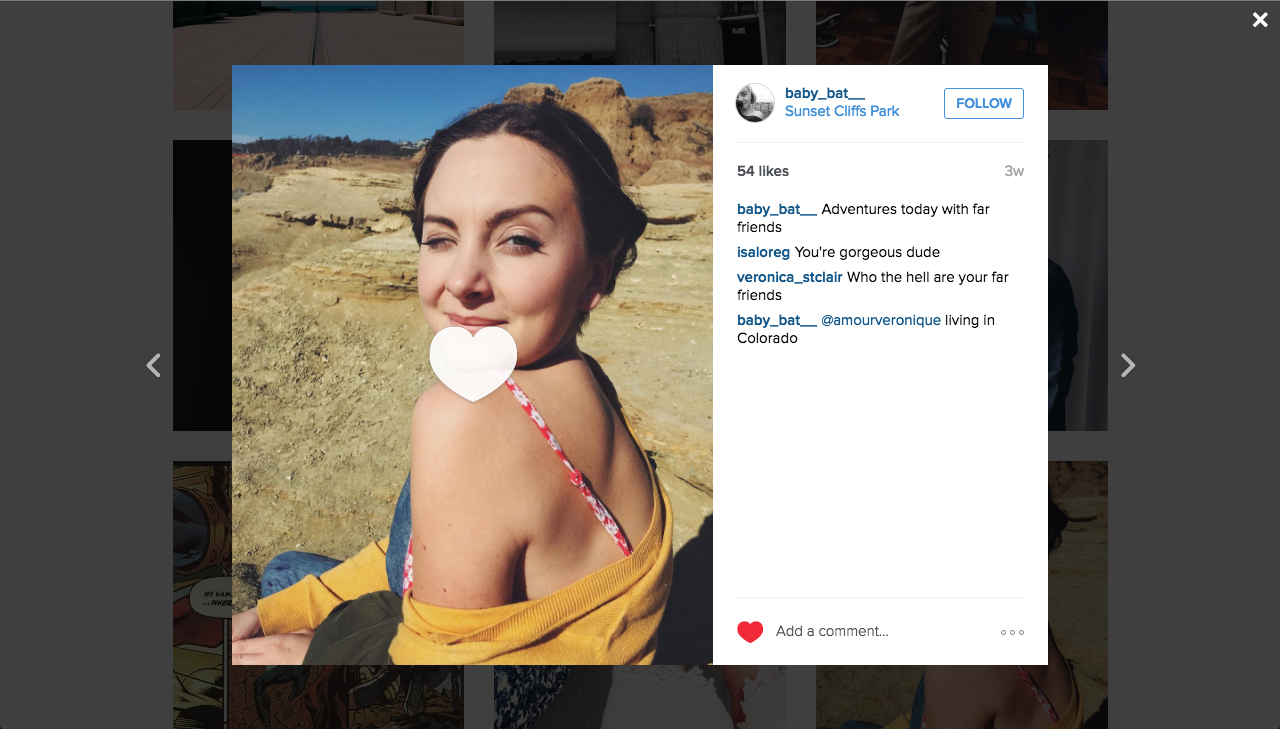 baby_bat__
Sunset Cliffs Park
FOLLOW
54 likes
3w
baby_bat__ Adventures today with far
friends
isaloreg You're gorgeous dude
veronica_stclair Who the hell are your far
friends
baby_bat__ @amourveronique living in
Colorado
Add a comment...